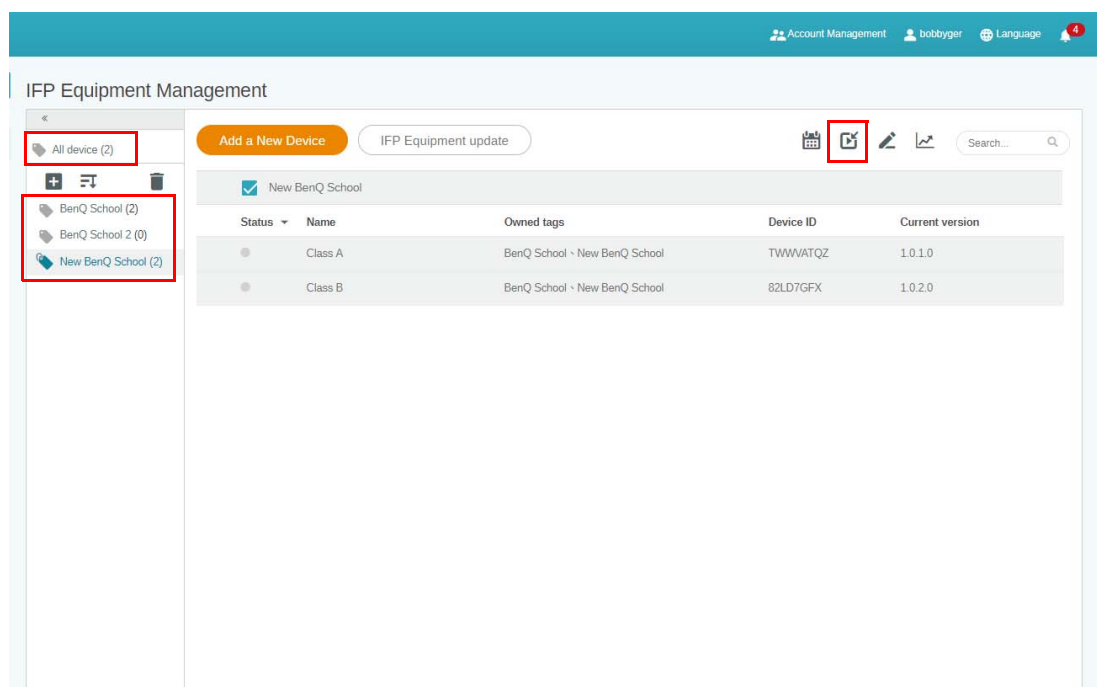 Account Management bobbyger Language 4
IFP Equipment Management
«
All device (2)
Add a New Device IFP Equipment update Search...
New BenQ School
BenQ School (2)
BenQ School 2 (0)
New BenQ School (2)
Status Name Owned tags Device ID Current version
Class A BenQ School、New BenQ School TWWVATQZ 1.0.1.0
Class B BenQ School、New BenQ School 82LD7GFX 1.0.2.0